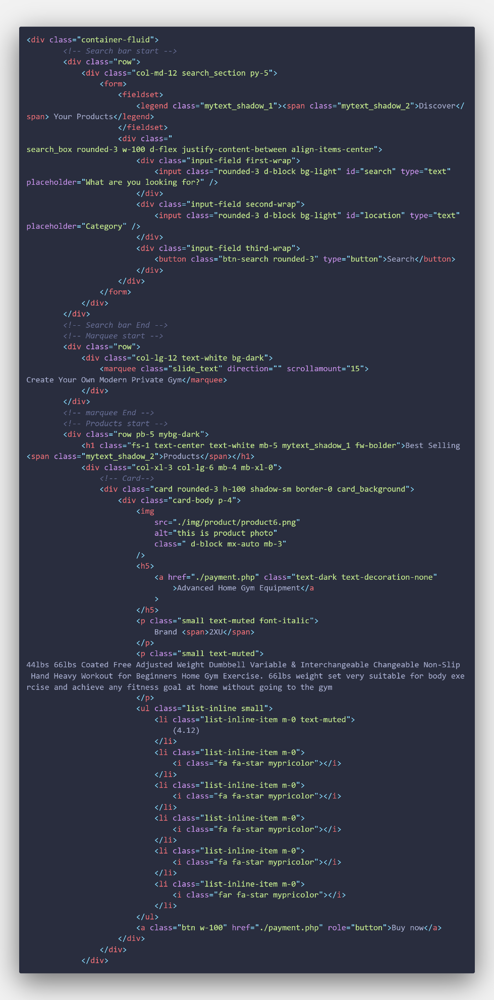 <div class="container-fluid">
<!-- Search bar start -->
<div class="row">
<div class="col-md-12 search_section py-5">
<form>
<fieldset>
<legend class="mytext_shadow_1"><span class="mytext_shadow_2">Discover</
span> Your Products</legend>
</fieldset>
<div class="
search_box rounded-3 w-100 d-flex justify-content-between align-items-center">
<div class="input-field first-wrap">
<input class="rounded-3 d-block bg-light" id="search" type="text"
placeholder="What are you looking for?" />
</div>
<div class="input-field second-wrap">
<input class="rounded-3 d-block bg-light" id="location" type="text"
placeholder="Category" />
</div>
<div class="input-field third-wrap">
<button class="btn-search rounded-3" type="button">Search</button>
</div>
</div>
</form>
</div>
</div>
<!-- Search bar End -->
<!-- Marquee start -->
<div class="row">
<div class="col-lg-12 text-white bg-dark">
<marquee class="slide_text" direction="" scrollamount="15">
Create Your Own Modern Private Gym</marquee>
</div>
</div>
<!-- marquee End -->
<!-- Products start -->
<div class="row pb-5 mybg-dark">
<h1 class="fs-1 text-center text-white mb-5 mytext_shadow_1 fw-bolder">Best Selling
<span class="mytext_shadow_2">Products</span></h1>
<div class="col-xl-3 col-lg-6 mb-4 mb-xl-0">
<!-- Card-->
<div class="card rounded-3 h-100 shadow-sm border-0 card_background">
<div class="card-body p-4">
<img
src="./img/product/product6.png"
alt="this is product photo"
class=" d-block mx-auto mb-3"
/>
<h5>
<a href="./payment.php" class="text-dark text-decoration-none"
>Advanced Home Gym Equipment</a
>
</h5>
<p class="small text-muted font-italic">
Brand <span>2XU</span>
</p>
<p class="small text-muted">
44lbs 66lbs Coated Free Adjusted Weight Dumbbell Variable & Interchangeable Changeable Non-Slip
Hand Heavy Workout for Beginners Home Gym Exercise. 66lbs weight set very suitable for body exe
rcise and achieve any fitness goal at home without going to the gym
</p>
<ul class="list-inline small">
<li class="list-inline-item m-0 text-muted">
(4.12)
</li>
<li class="list-inline-item m-0">
<i class="fa fa-star mypricolor"></i>
</li>
<li class="list-inline-item m-0">
<i class="fa fa-star mypricolor"></i>
</li>
<li class="list-inline-item m-0">
<i class="fa fa-star mypricolor"></i>
</li>
<li class="list-inline-item m-0">
<i class="fa fa-star mypricolor"></i>
</li>
<li class="list-inline-item m-0">
<i class="far fa-star mypricolor"></i>
</li>
</ul>
<a class="btn w-100" href="./payment.php" role="button">Buy now</a>
</div>
</div>
</div>